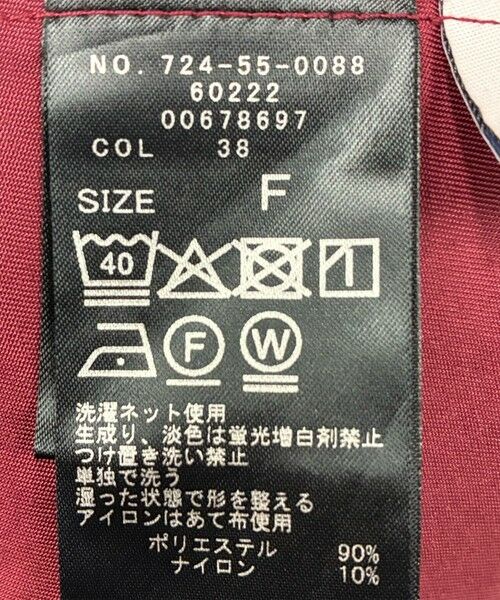 NO. 724-55-0088
60222
00678697
COL 38
SIZE F
40
F W
洗濯ネット使用
生成り、淡色は蛍光増白剤禁止
つけ置き洗い禁止
単独で洗う
湿った状態で形を整える
アイロンはあて布使用
ポリエステル 90%
ナイロン 10%